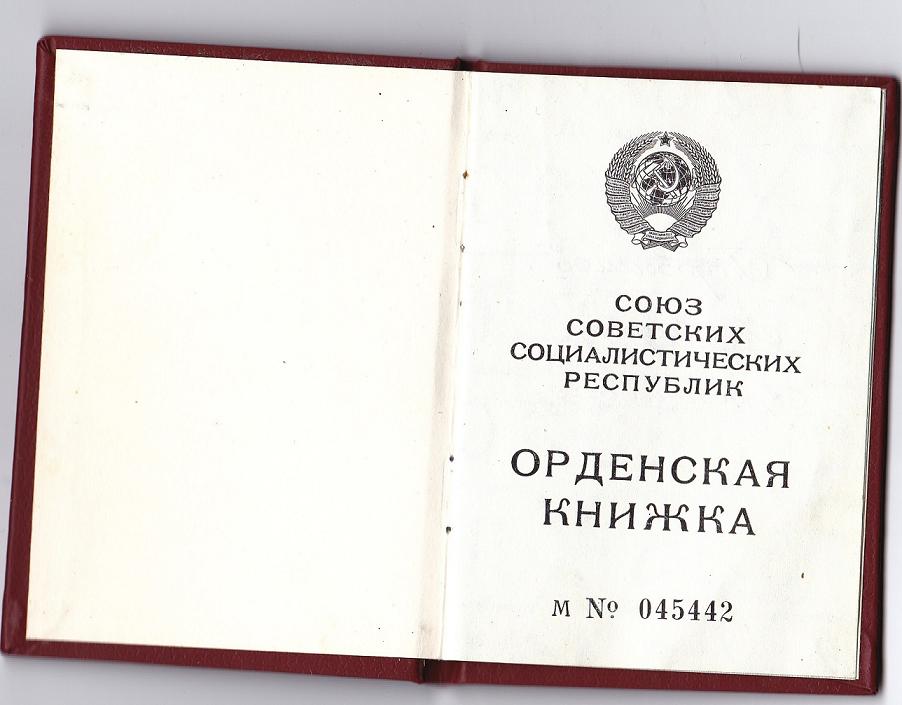 СОЮЗ
СОВЕТСКИХ
СОЦИАЛИСТИЧЕСКИХ
РЕСПУБЛИК
ОРДЕНСКАЯ
КНИЖКА
М № 045442